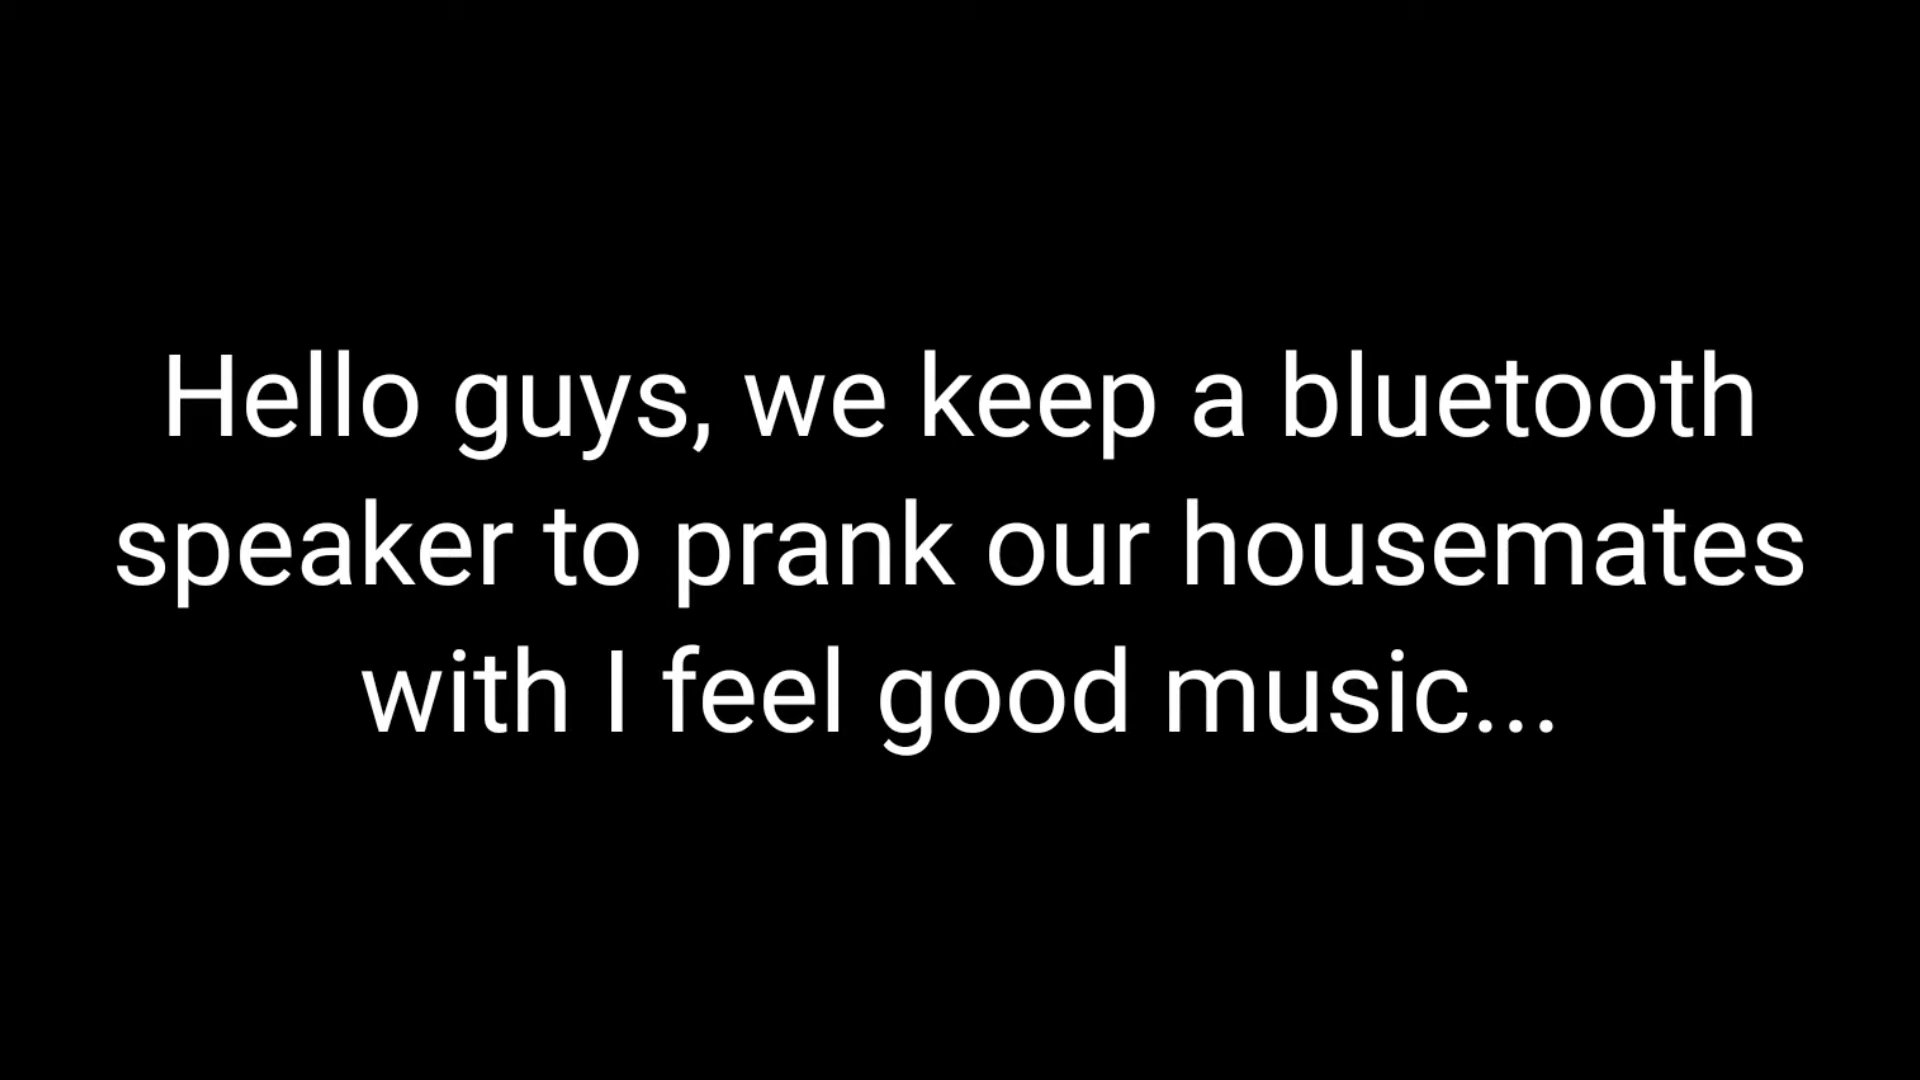 Hello guys, we keep a bluetooth
speaker to prank our housemates
with I feel good music...